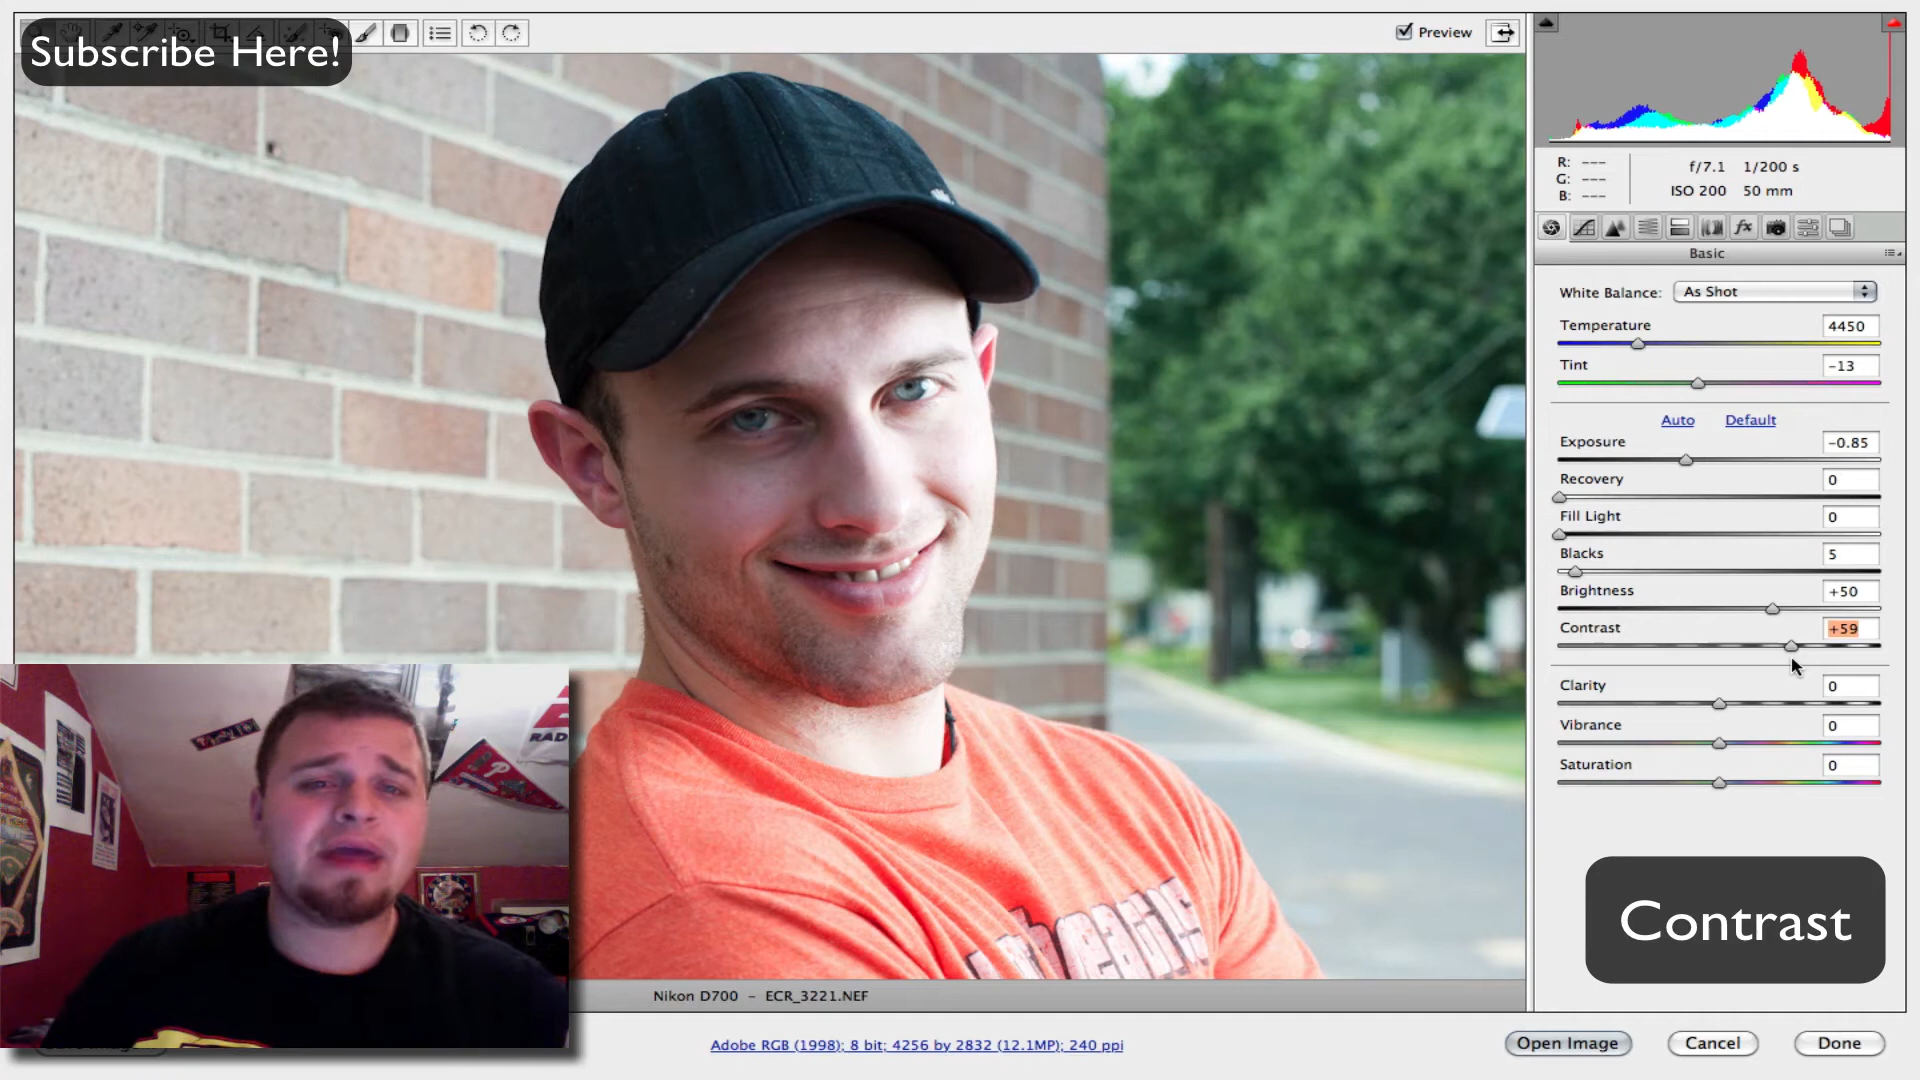 Subscribe Here!
Preview
R: ---
G: ---
B: ---
f/7.1 1/200 s
ISO 200 50 mm
fx
Basic
White Balance: As Shot
Temperature 4450
Tint -13
Auto Default
Exposure -0.85
Recovery 0
Fill Light 0
Blacks 5
Brightness +50
Contrast +59
Clarity 0
Vibrance 0
Saturation 0
RAD
P
Contrast
Nikon D700 - ECR_3221.NEF
Adobe RGB (1998); 8 bit; 4256 by 2832 (12.1MP); 240 ppi
Open Image
Cancel
Done